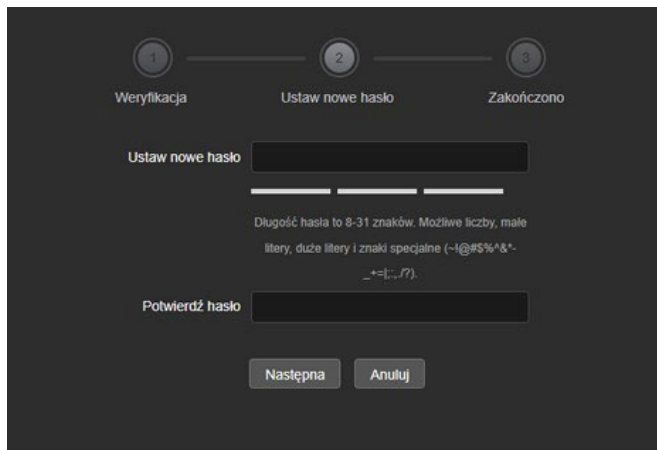 1 2 3
Weryfikacja Ustaw nowe hasło Zakończono
Ustaw nowe hasło
Długość hasła to 8-31 znaków. Możliwe liczby, małe
litery, duże litery i znaki specjalne (~!@#$%^&*-
_+=|;:,./?).
Potwierdź hasło
Następna Anuluj